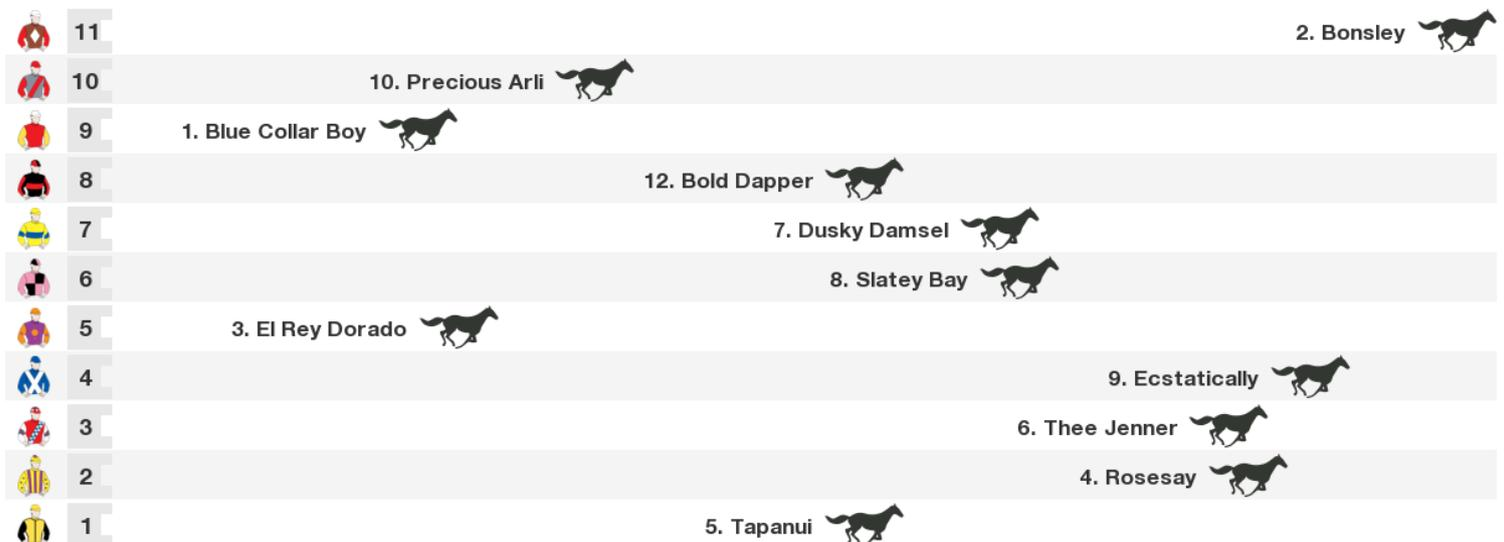 11 2. Bonsley
10 10. Precious Arli
9 1. Blue Collar Boy
8 12. Bold Dapper
7 7. Dusky Damsel
6 8. Slatey Bay
5 3. El Rey Dorado
4 9. Ecstatically
3 6. Thee Jenner
2 4. Rosesay
1 5. Tapanui